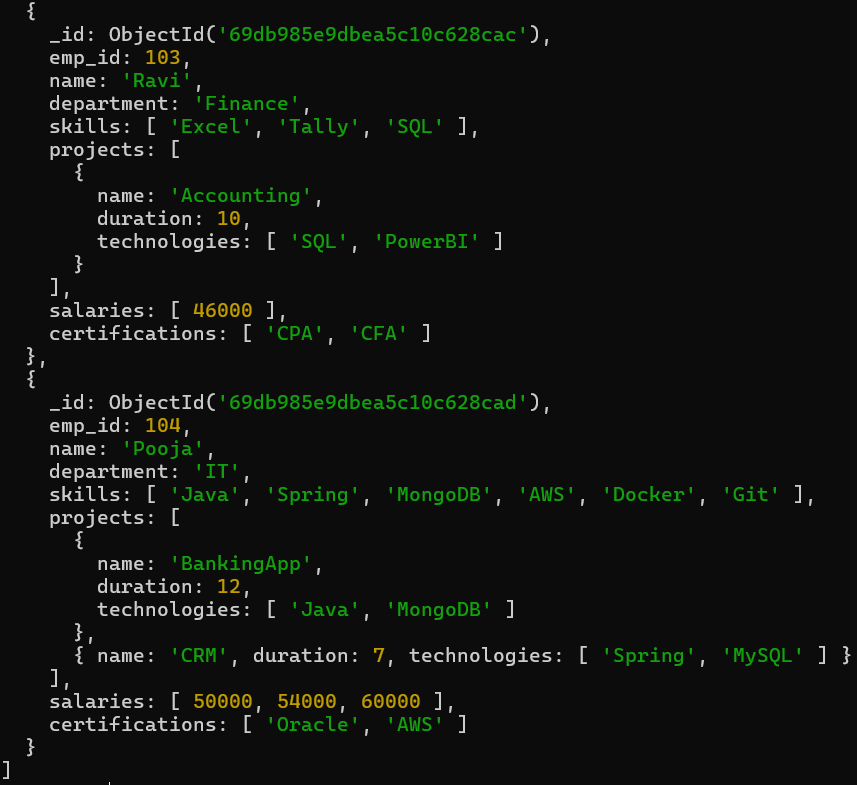 {
_id: ObjectId('69db985e9dbea5c10c628cac'),
emp_id: 103,
name: 'Ravi',
department: 'Finance',
skills: [ 'Excel', 'Tally', 'SQL' ],
projects: [
{
name: 'Accounting',
duration: 10,
technologies: [ 'SQL', 'PowerBI' ]
}
],
salaries: [ 46000 ],
certifications: [ 'CPA', 'CFA' ]
},
{
_id: ObjectId('69db985e9dbea5c10c628cad'),
emp_id: 104,
name: 'Pooja',
department: 'IT',
skills: [ 'Java', 'Spring', 'MongoDB', 'AWS', 'Docker', 'Git' ],
projects: [
{
name: 'BankingApp',
duration: 12,
technologies: [ 'Java', 'MongoDB' ]
},
{ name: 'CRM', duration: 7, technologies: [ 'Spring', 'MySQL' ] }
],
salaries: [ 50000, 54000, 60000 ],
certifications: [ 'Oracle', 'AWS' ]
}
]